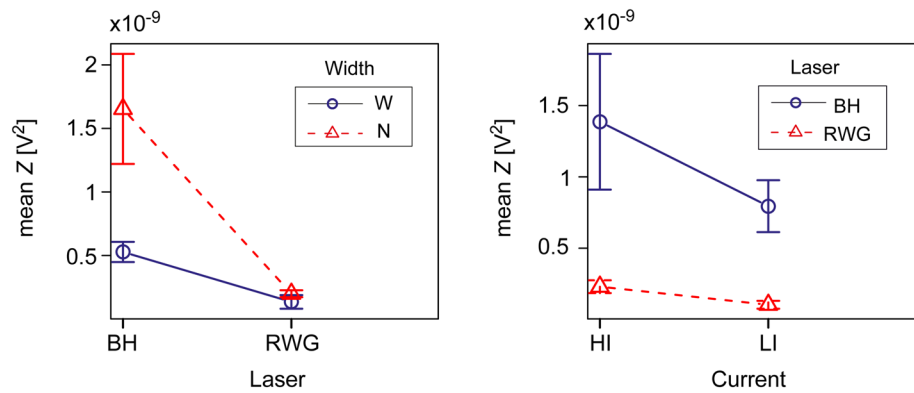 x10⁻⁹
2
1.5
1
0.5
mean Z [V²]
Width
W
N
BH RWG
Laser
x10⁻⁹
1.5
1
0.5
mean Z [V²]
Laser
BH
RWG
HI LI
Current